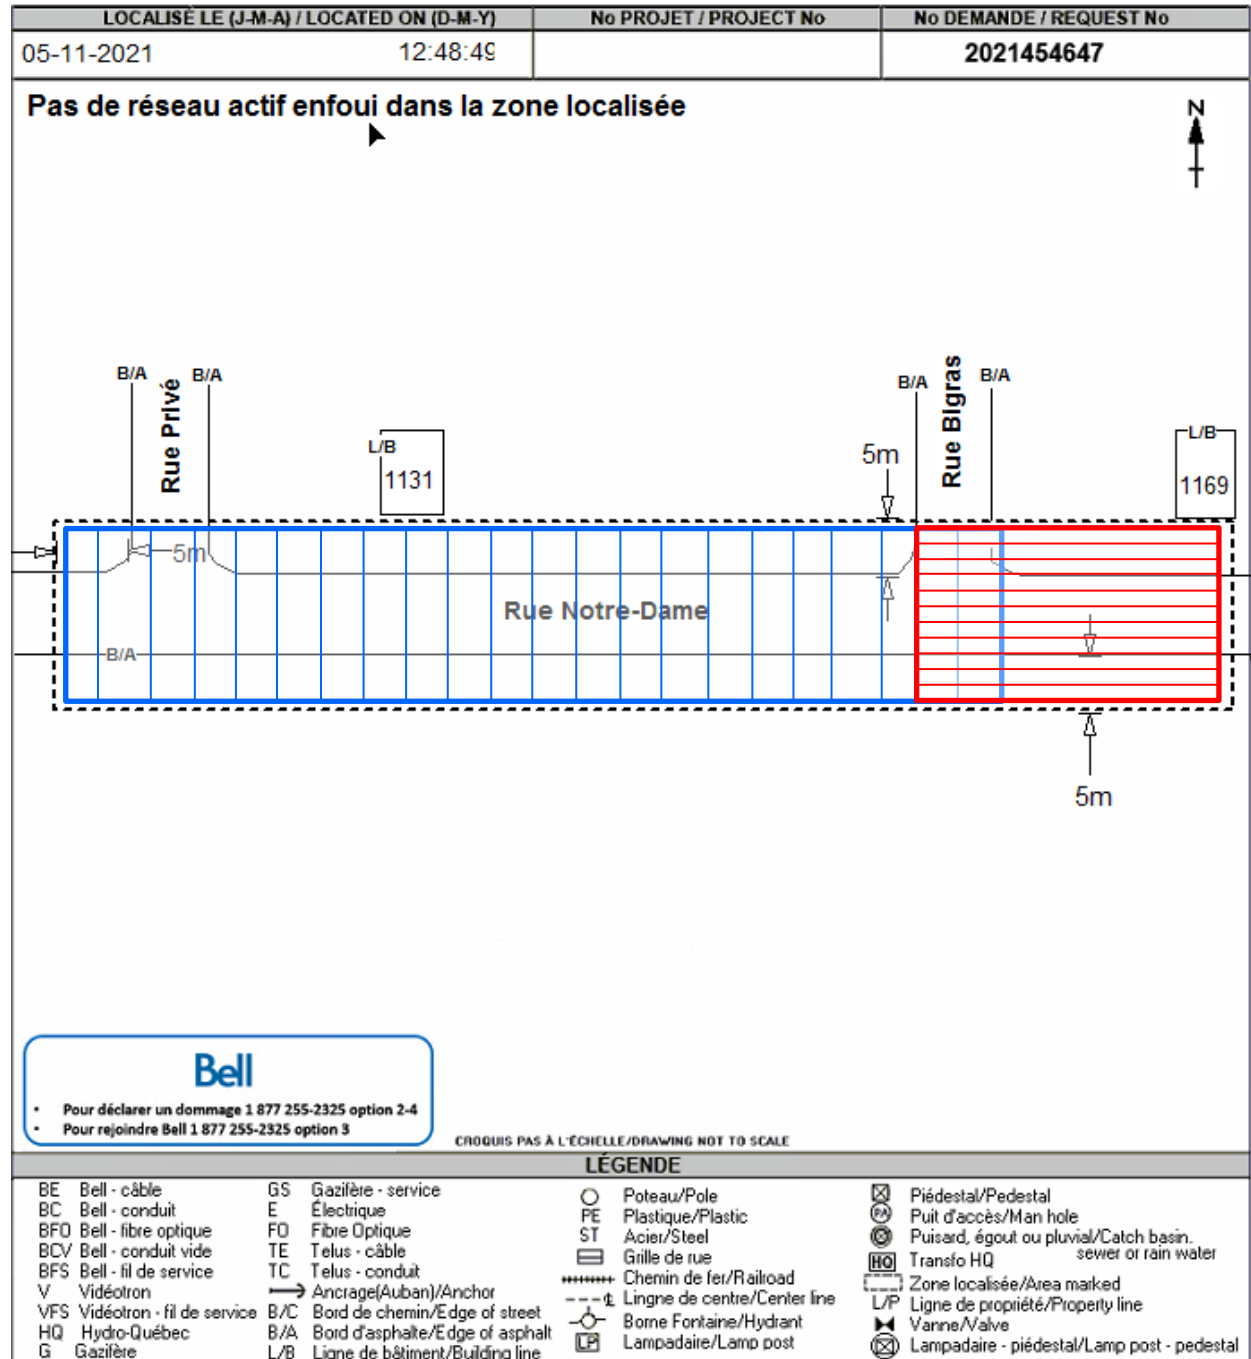 LOCALISÉ LE (J-M-A) / LOCATED ON (D-M-Y) No PROJET / PROJECT No No DEMANDE / REQUEST No
05-11-2021 12:48:49 2021454647
Pas de réseau actif enfoui dans la zone localisée
N
B/A Rue Privé B/A
B/A Rue Bigras B/A
L/B
1131
5m
L/B
1169
5m
Rue Notre-Dame
B/A
5m
Bell
• Pour déclarer un dommage 1 877 255-2325 option 2-4
• Pour rejoindre Bell 1 877 255-2325 option 3
CROQUIS PAS À L'ÉCHELLE/DRAWING NOT TO SCALE
LÉGENDE
BE Bell - câble
BC Bell - conduit
BFO Bell - fibre optique
BCV Bell - conduit vide
BFS Bell - fil de service
V Vidéotron
VFS Vidéotron - fil de service
HQ Hydro-Québec
G Gazifère
GS Gazifère - service
E Électrique
FO Fibre Optique
TE Telus - câble
TC Telus - conduit
Ancrage(Auban)/Anchor
B/C Bord de chemin/Edge of street
B/A Bord d'asphalte/Edge of asphalt
L/B Ligne de bâtiment/Building line
Poteau/Pole
PE Plastique/Plastic
ST Acier/Steel
Grille de rue
Chemin de fer/Railroad
Lingne de centre/Center line
Borne Fontaine/Hydrant
LP Lampadaire/Lamp post
Piédestal/Pedestal
PA Puit d'accès/Man hole
Puisard, égout ou pluvial/Catch basin.
sewer or rain water
HQ Transfo HQ
Zone localisée/Area marked
L/P Ligne de propriété/Property line
Vanne/Valve
Lampadaire - piédestal/Lamp post - pedestal